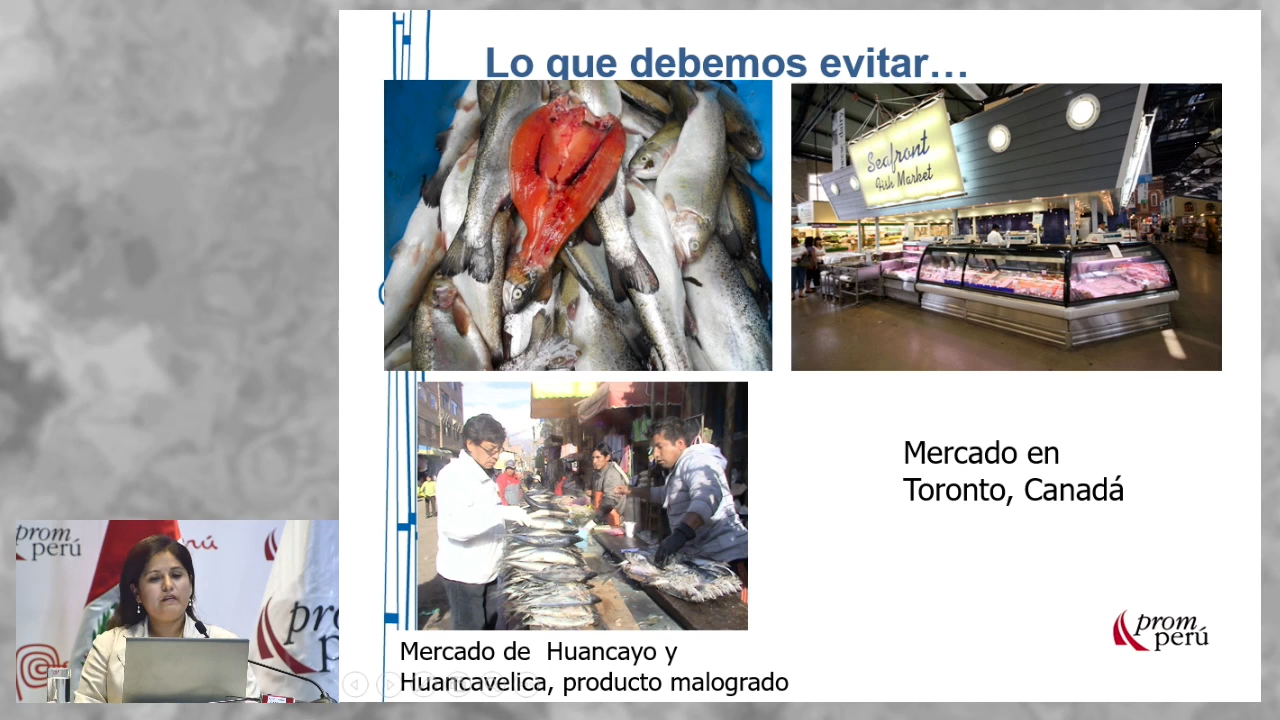 Lo que debemos evitar...
Seafront
Fish Market
Mercado en
Toronto, Canadá
Mercado de Huancayo y
Huancavelica, producto malogrado
prom
perú
prom
perú